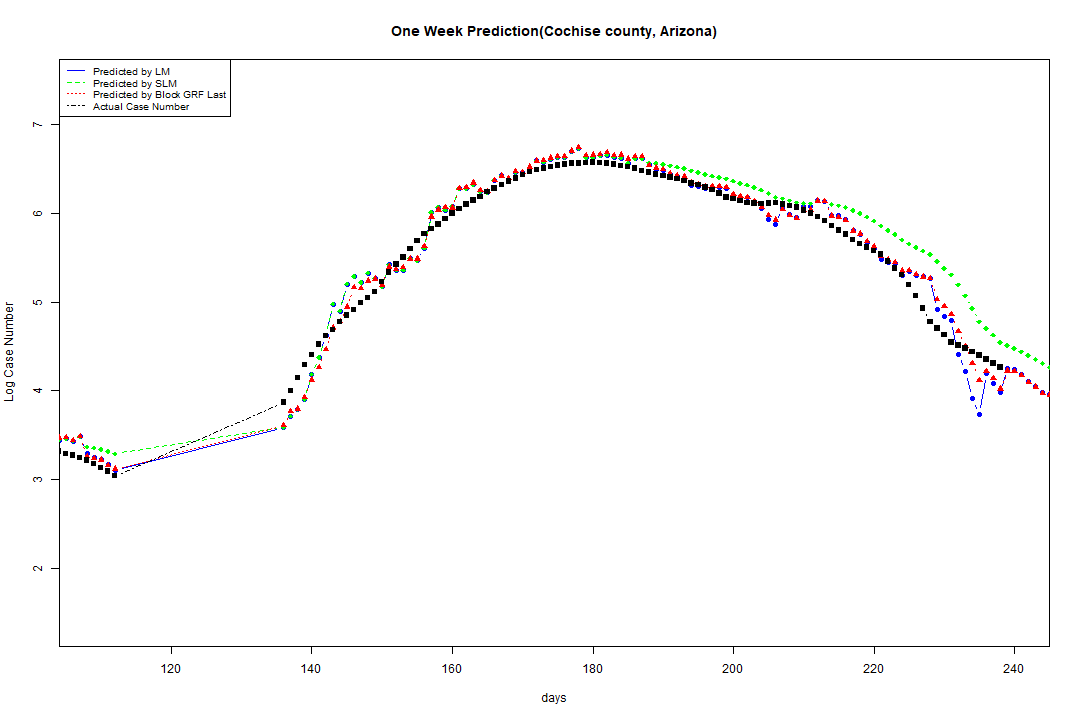 One Week Prediction(Cochise county, Arizona)
Predicted by LM
Predicted by SLM
Predicted by Block GRF Last
Actual Case Number
7
6
5
4
3
2
Log Case Number
120 140 160 180 200 220 240
days